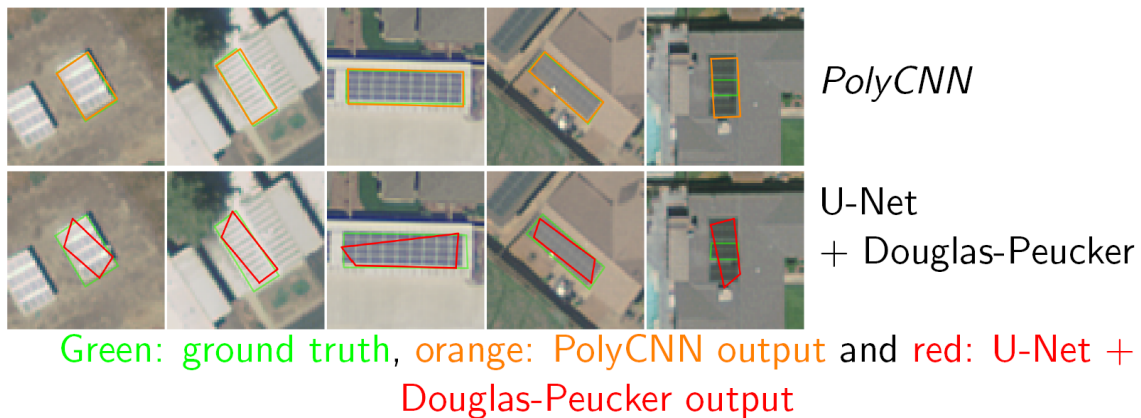 PolyCNN
U-Net
+ Douglas-Peucker
Green: ground truth, orange: PolyCNN output and red: U-Net +
Douglas-Peucker output